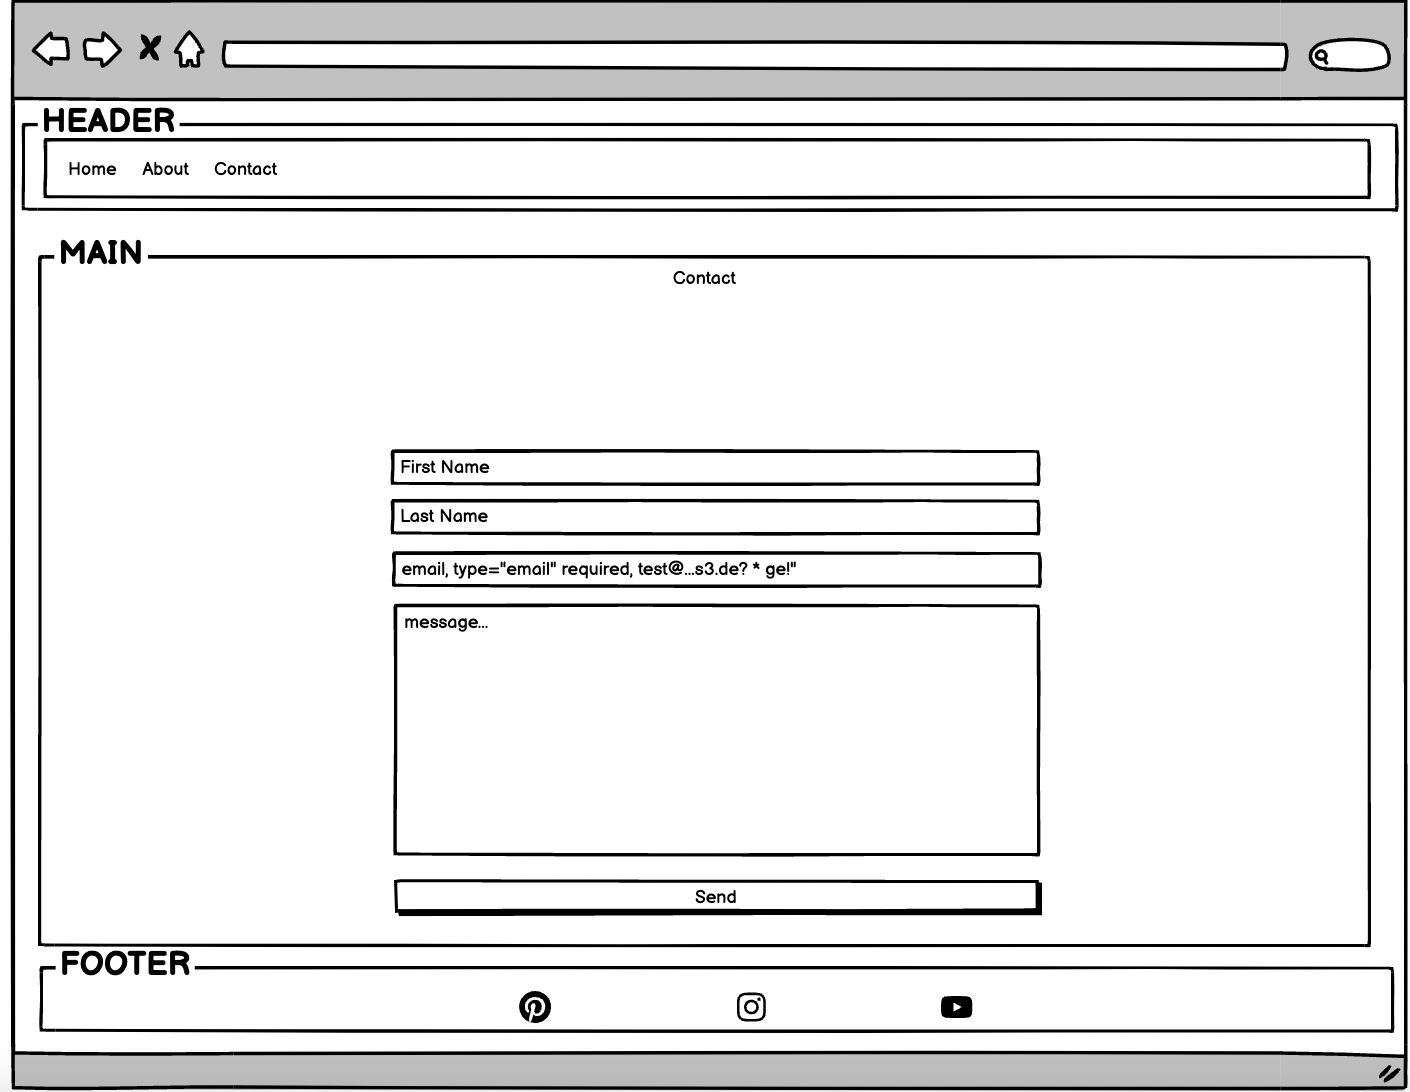 HEADER
Home About Contact
MAIN
Contact
First Name
Last Name
email, type="email" required, test@...s3.de? * ge!"
message...
Send
FOOTER